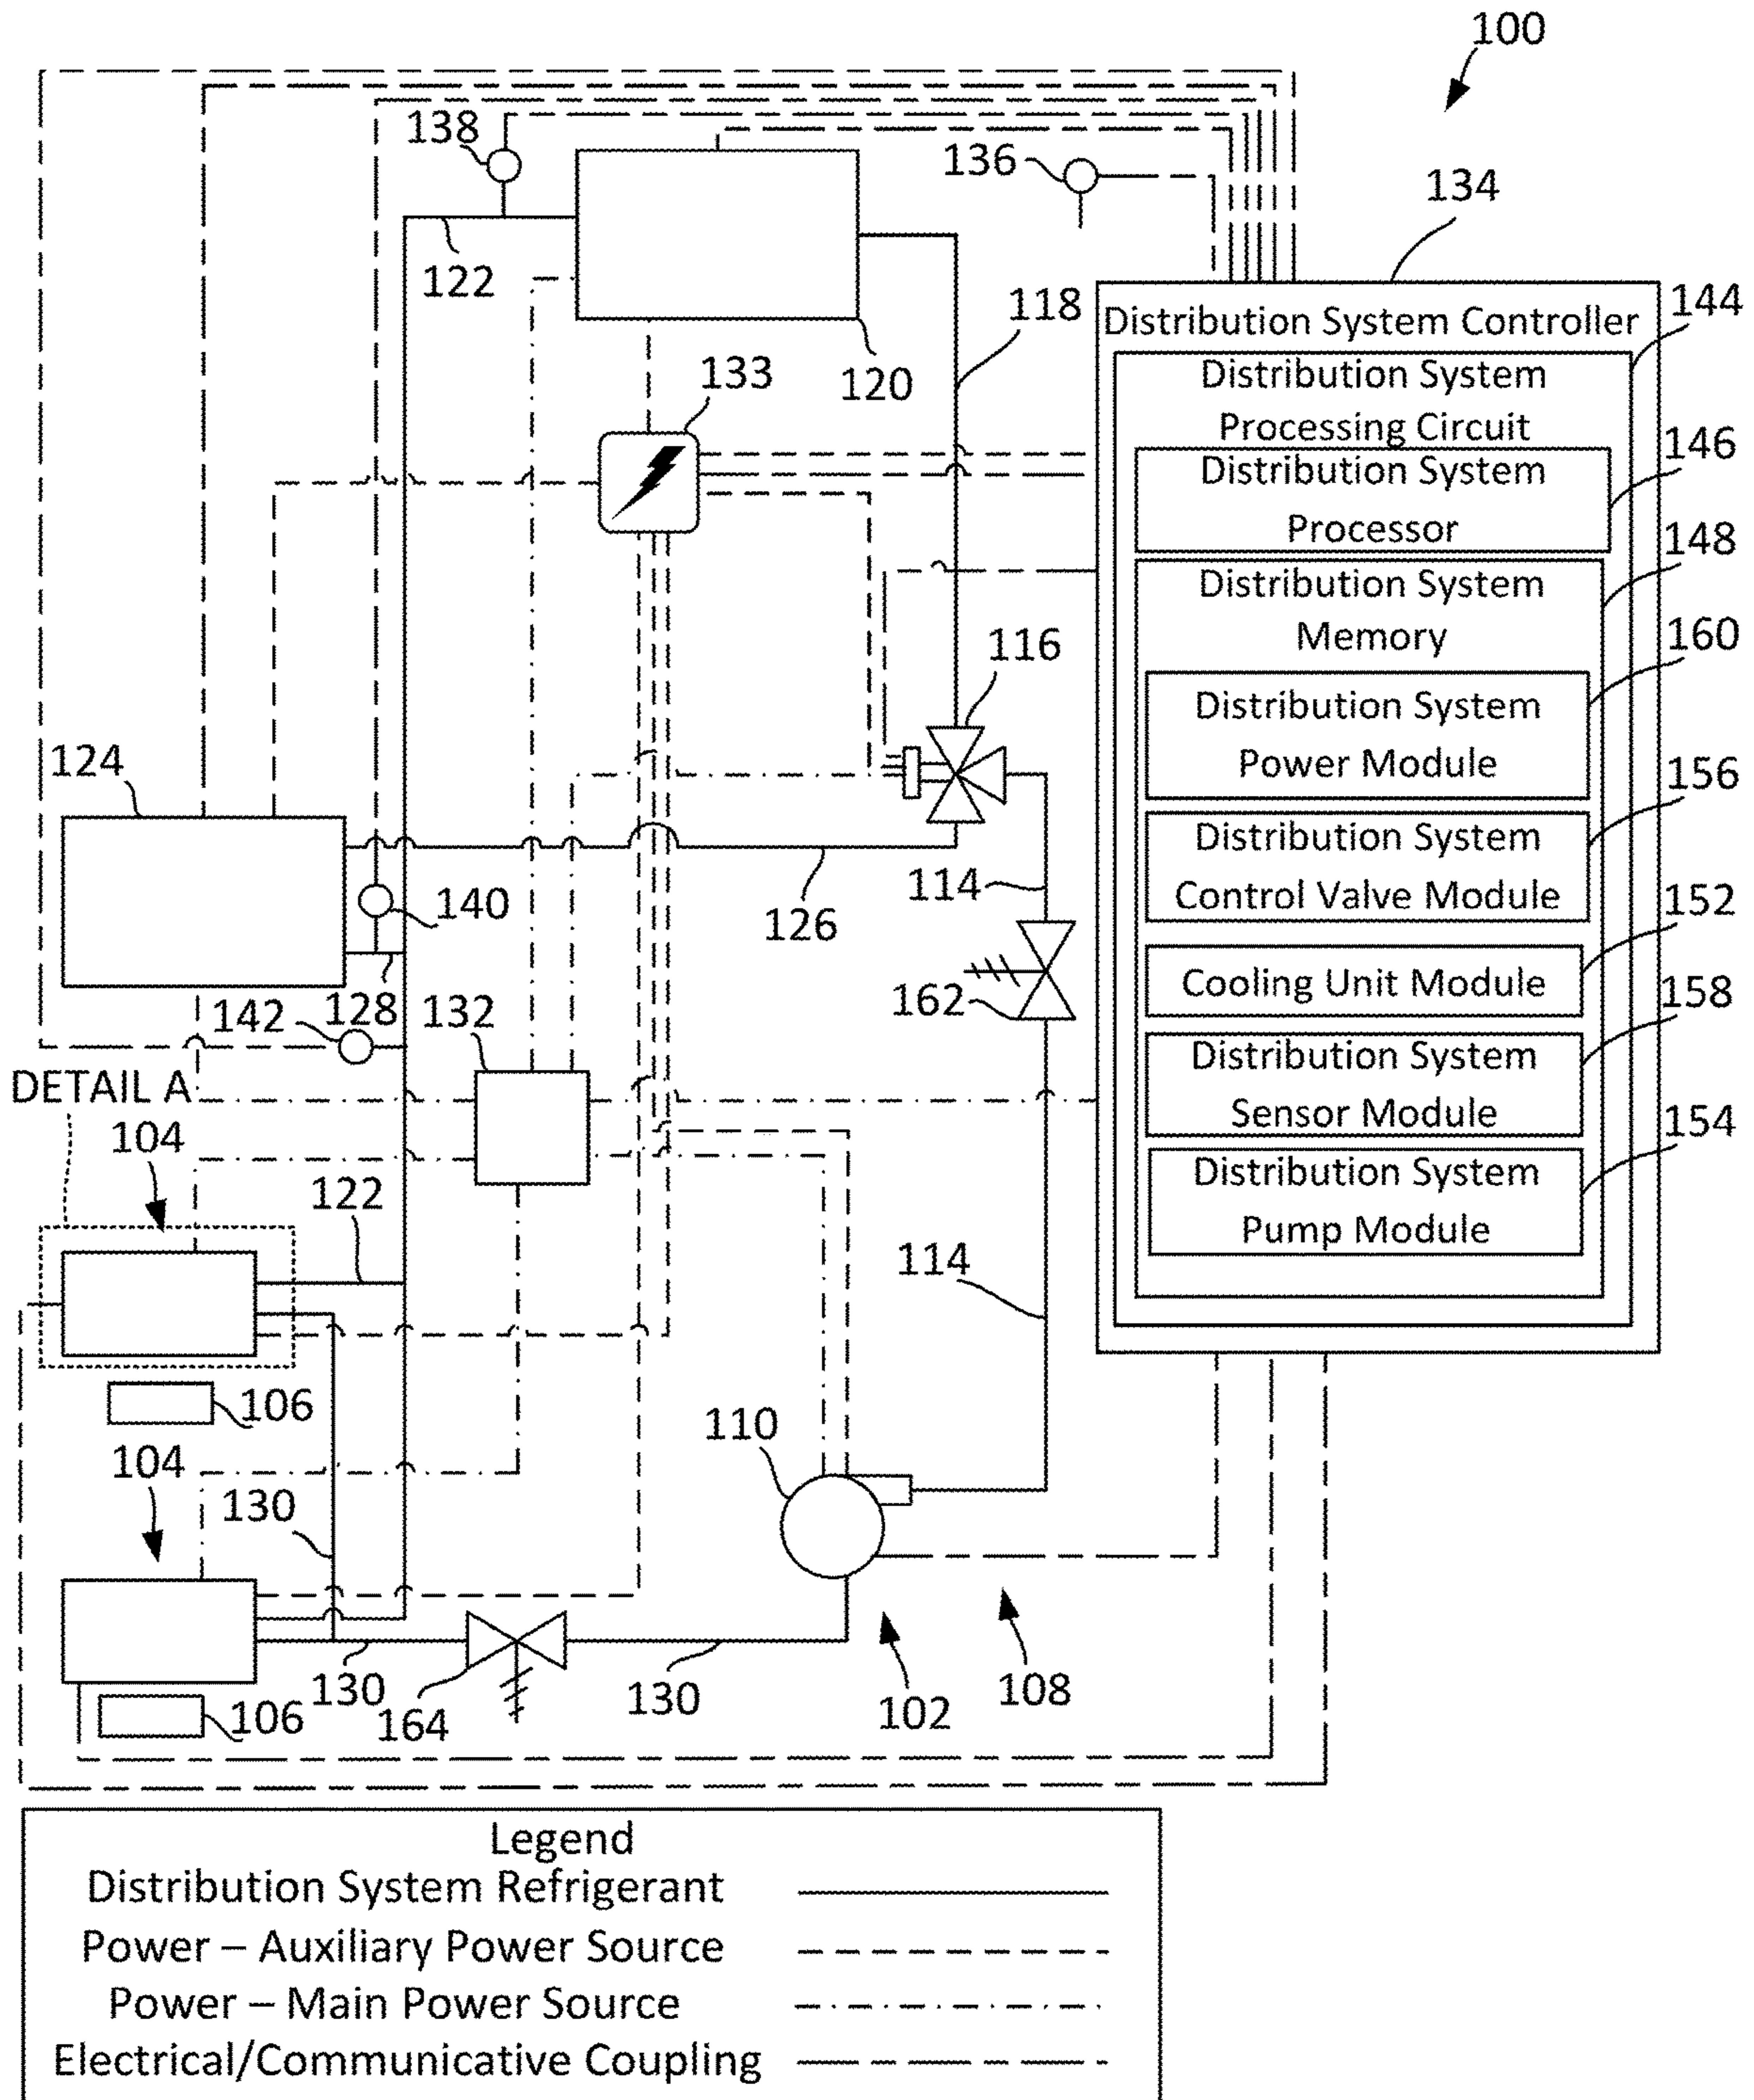 100
138
136
134
122
118
144
Distribution System Controller
133
120
Distribution System
Processing Circuit
146
Distribution System
Processor
148
Distribution System
Memory
116
160
Distribution System
Power Module
124
156
Distribution System
Control Valve Module
140
126
114
152
Cooling Unit Module
142
128
132
162
158
DETAIL A
Distribution System
Sensor Module
104
154
122
Distribution System
Pump Module
114
106
110
104
130
130
164
130
102
108
106
Legend
Distribution System Refrigerant
Power – Auxiliary Power Source
Power – Main Power Source
Electrical/Communicative Coupling